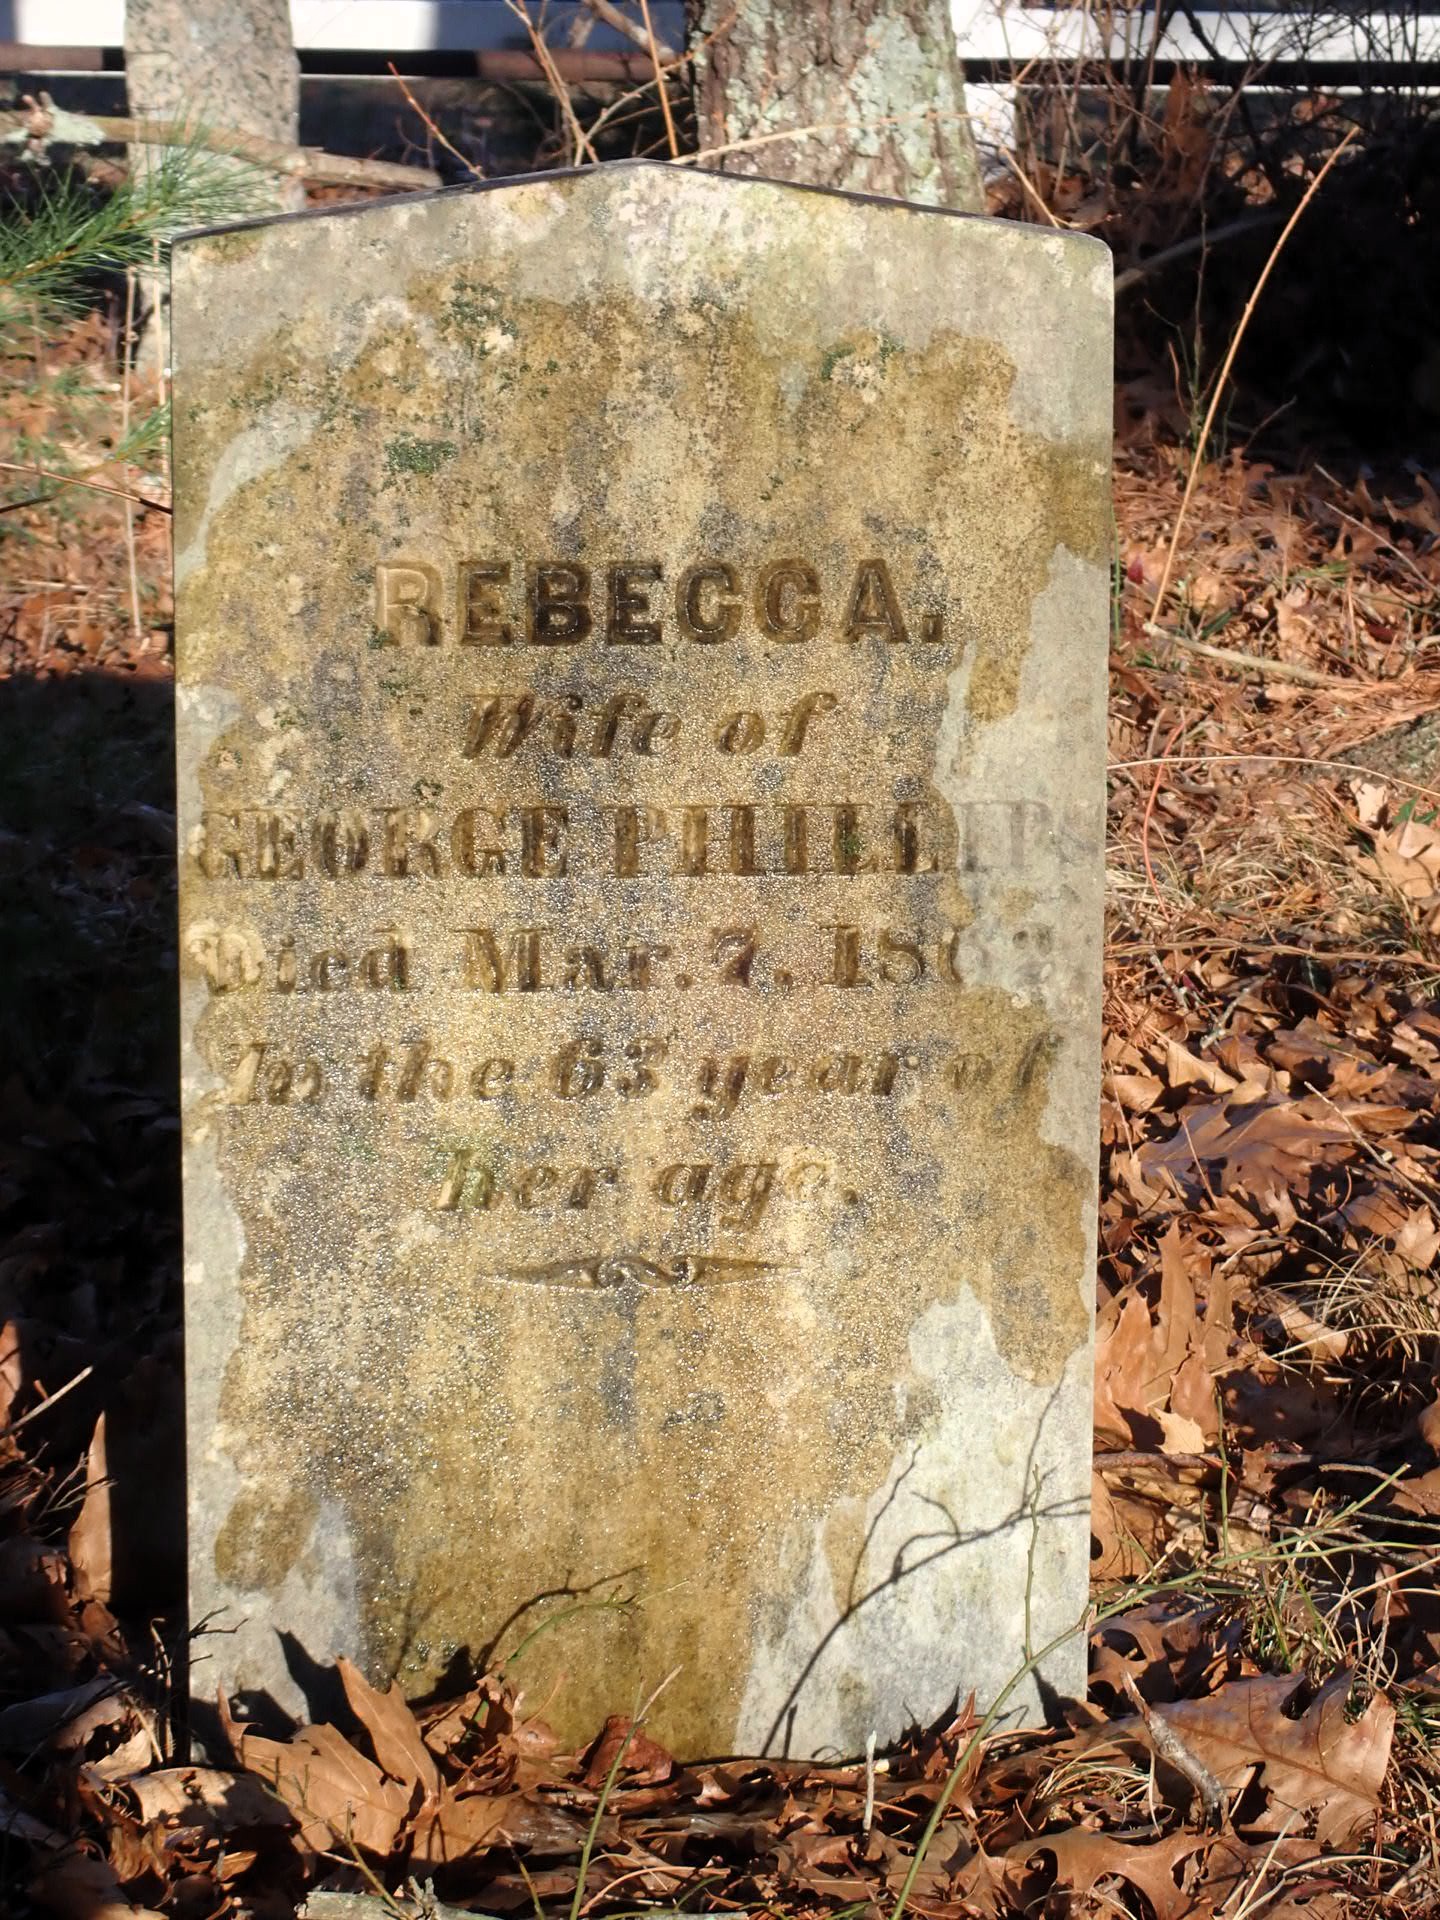 REBECCA.
Wife of
GEORGE PHILLIPS
Died Mar. 7,
In the 63 year of
her age.